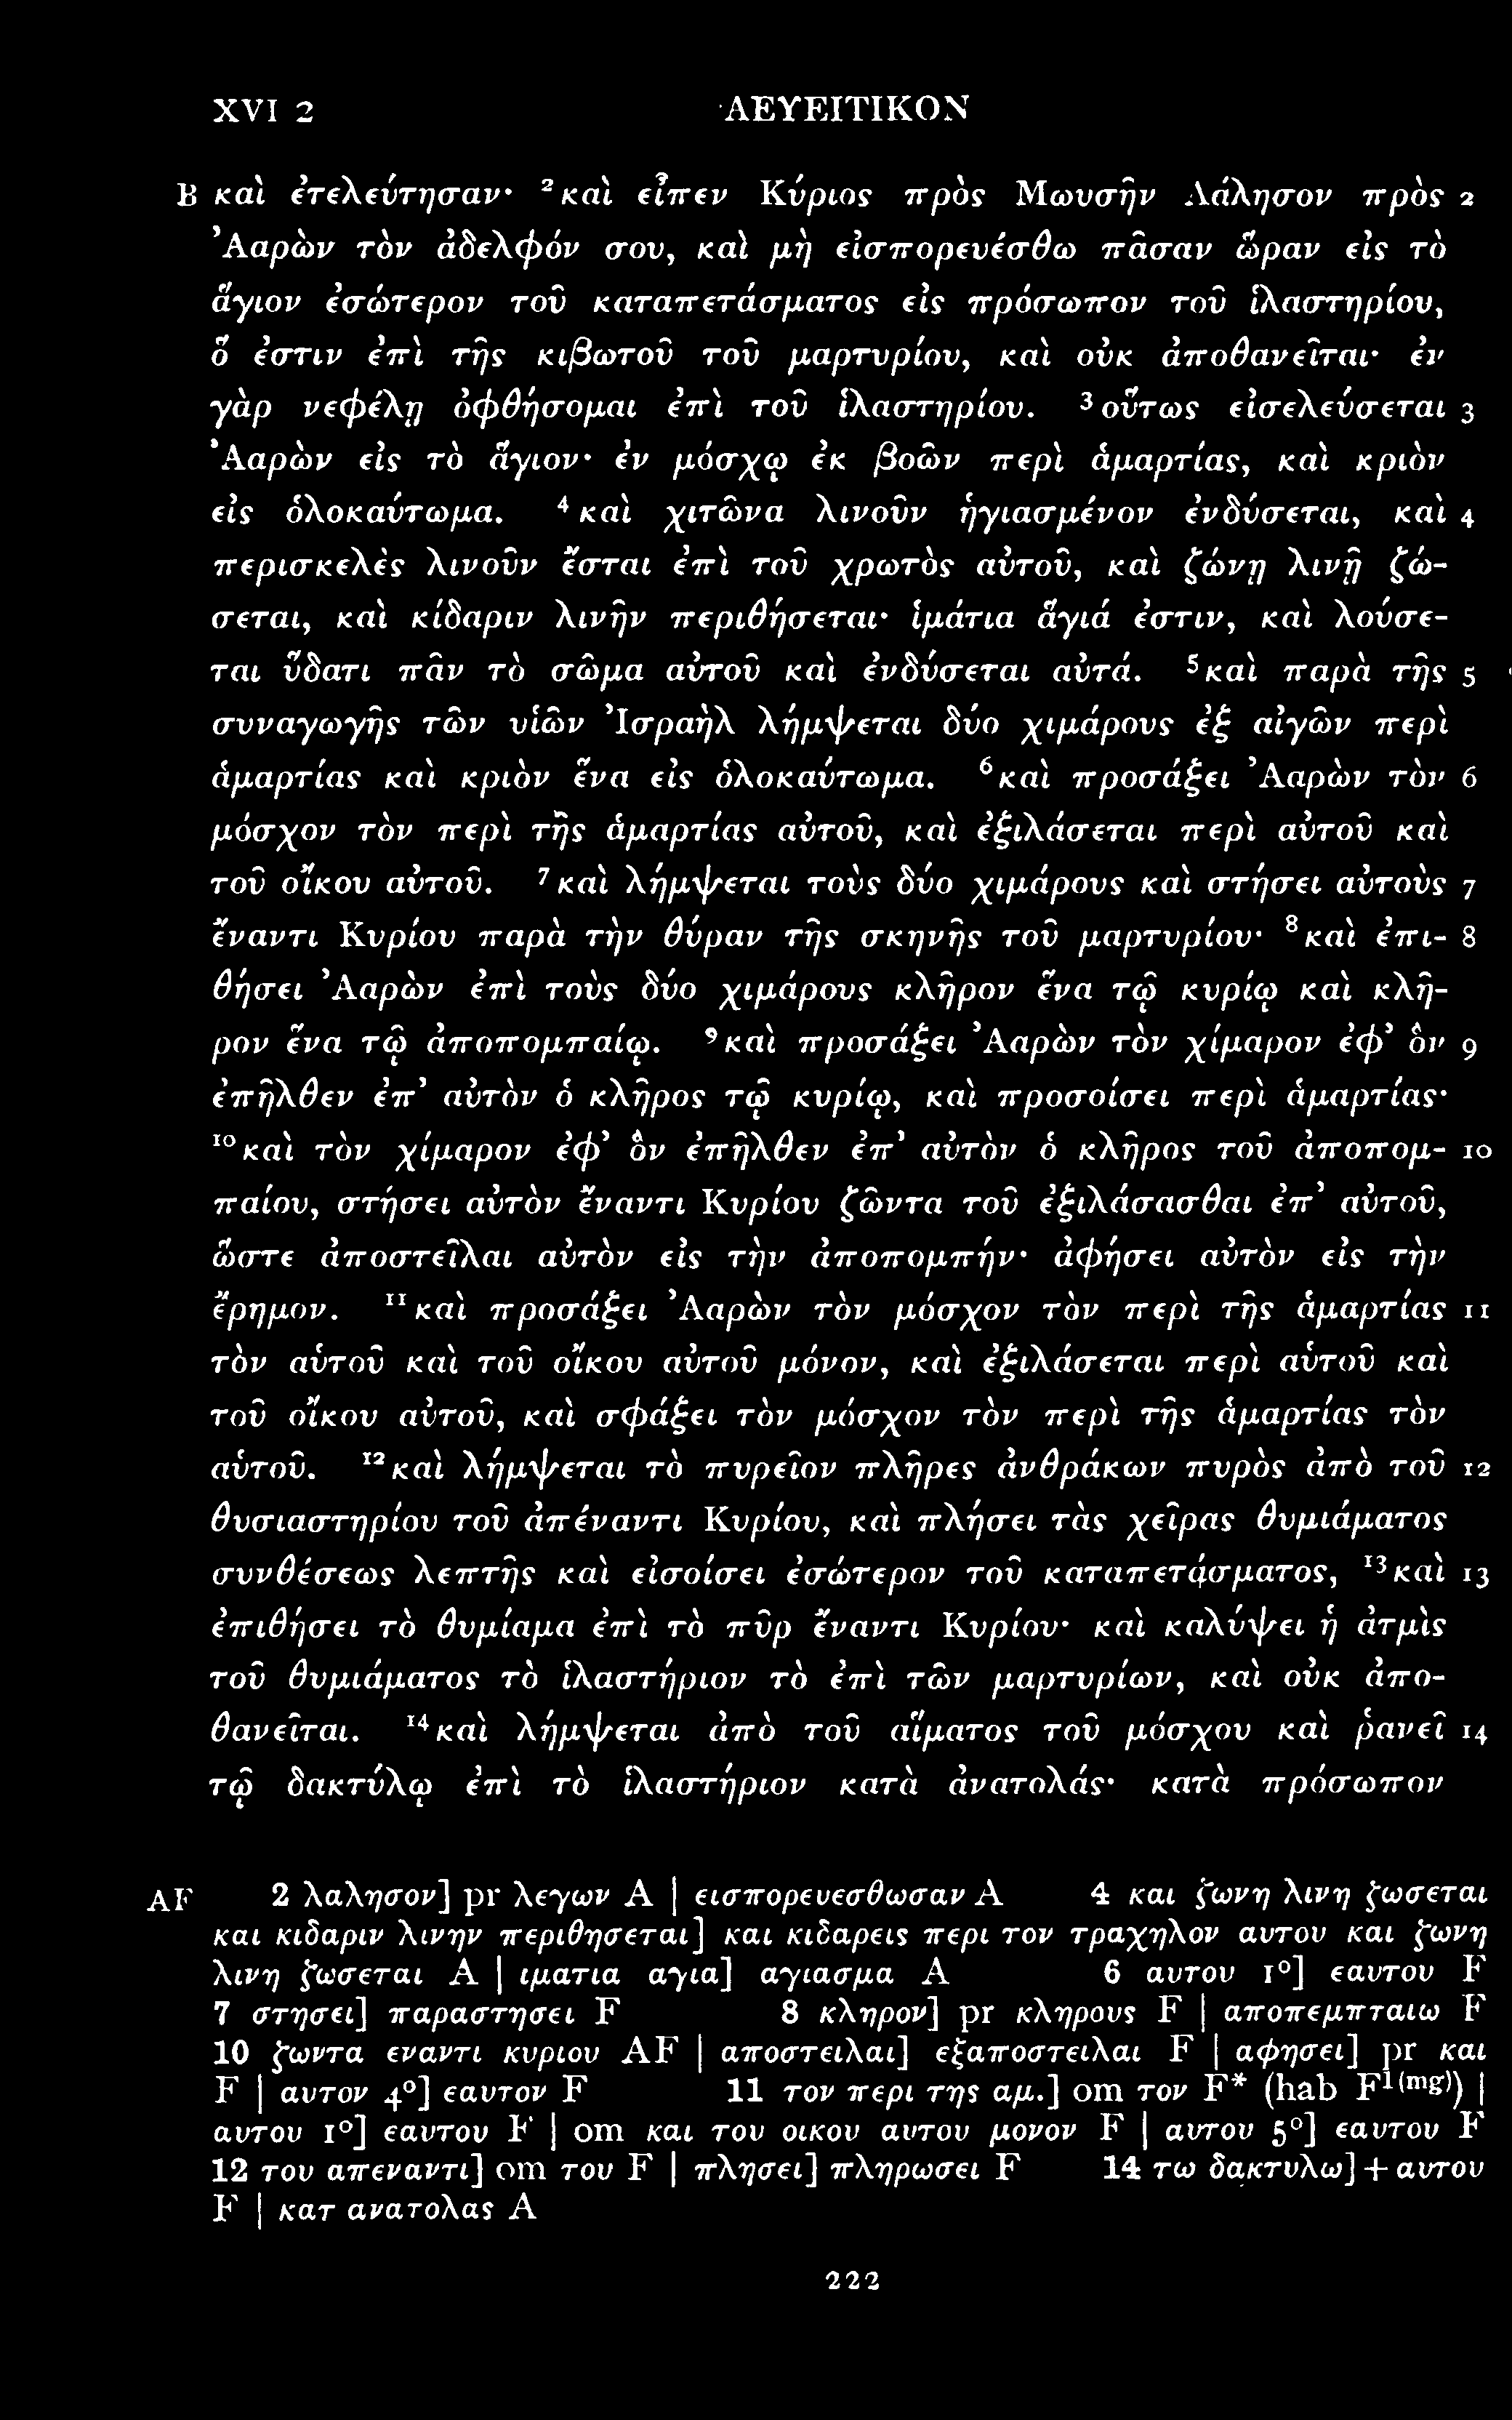 XVI 2 ΛΕΥΕΙΤΙΚΟΝ
B καὶ ἐτελεύτησαν· ²καὶ εἶπεν Κύριος πρὸς Μωυσῆν Λάλησον πρὸς 2
Ἀαρὼν τὸν ἀδελφόν σου, καὶ μὴ εἰσπορευέσθω πᾶσαν ὥραν εἰς τὸ
ἅγιον ἐσώτερον τοῦ καταπετάσματος εἰς πρόσωπον τοῦ ἱλαστηρίου,
ὅ ἐστιν ἐπὶ τῆς κιβωτοῦ τοῦ μαρτυρίου, καὶ οὐκ ἀποθανεῖται· ἐν
γὰρ νεφέλῃ ὀφθήσομαι ἐπὶ τοῦ ἱλαστηρίου. ³οὕτως εἰσελεύσεται 3
Ἀαρὼν εἰς τὸ ἅγιον· ἐν μόσχῳ ἐκ βοῶν περὶ ἁμαρτίας, καὶ κριὸν
εἰς ὁλοκαύτωμα. ⁴καὶ χιτῶνα λινοῦν ἡγιασμένον ἐνδύσεται, καὶ 4
περισκελὲς λινοῦν ἔσται ἐπὶ τοῦ χρωτὸς αὐτοῦ, καὶ ζώνῃ λινῇ ζώ-
σεται, καὶ κίδαριν λινῆν περιθήσεται· ἱμάτια ἅγιά ἐστιν, καὶ λούσε-
ται ὕδατι πᾶν τὸ σῶμα αὐτοῦ καὶ ἐνδύσεται αὐτά. ⁵καὶ παρὰ τῆς 5
συναγωγῆς τῶν υἱῶν Ἰσραὴλ λήμψεται δύο χιμάρους ἐξ αἰγῶν περὶ
ἁμαρτίας καὶ κριὸν ἕνα εἰς ὁλοκαύτωμα. ⁶καὶ προσάξει Ἀαρὼν τὸν 6
μόσχον τὸν περὶ τῆς ἁμαρτίας αὐτοῦ, καὶ ἐξιλάσεται περὶ αὐτοῦ καὶ
τοῦ οἴκου αὐτοῦ. ⁷καὶ λήμψεται τοὺς δύο χιμάρους καὶ στήσει αὐτοὺς 7
ἔναντι Κυρίου παρὰ τὴν θύραν τῆς σκηνῆς τοῦ μαρτυρίου· ⁸καὶ ἐπι- 8
θήσει Ἀαρὼν ἐπὶ τοὺς δύο χιμάρους κλῆρον ἕνα τῷ κυρίῳ καὶ κλῆ-
ρον ἕνα τῷ ἀποπομπαίῳ. ⁹καὶ προσάξει Ἀαρὼν τὸν χίμαρον ἐφʼ ὃν 9
ἐπῆλθεν ἐπʼ αὐτὸν ὁ κλῆρος τῷ κυρίῳ, καὶ προσοίσει περὶ ἁμαρτίας·
¹⁰καὶ τὸν χίμαρον ἐφʼ ὃν ἐπῆλθεν ἐπʼ αὐτὸν ὁ κλῆρος τοῦ ἀποπομ- 10
παίου, στήσει αὐτὸν ἔναντι Κυρίου ζῶντα τοῦ ἐξιλάσασθαι ἐπʼ αὐτοῦ,
ὥστε ἀποστεῖλαι αὐτὸν εἰς τὴν ἀποπομπήν· ἀφήσει αὐτὸν εἰς τὴν
ἔρημον. ¹¹καὶ προσάξει Ἀαρὼν τὸν μόσχον τὸν περὶ τῆς ἁμαρτίας 11
τὸν αὑτοῦ καὶ τοῦ οἴκου αὐτοῦ μόνον, καὶ ἐξιλάσεται περὶ αὑτοῦ καὶ
τοῦ οἴκου αὐτοῦ, καὶ σφάξει τὸν μόσχον τὸν περὶ τῆς ἁμαρτίας τὸν
αὑτοῦ. ¹²καὶ λήμψεται τὸ πυρεῖον πλῆρες ἀνθράκων πυρὸς ἀπὸ τοῦ 12
θυσιαστηρίου τοῦ ἀπέναντι Κυρίου, καὶ πλήσει τὰς χεῖρας θυμιάματος
συνθέσεως λεπτῆς καὶ εἰσοίσει ἐσώτερον τοῦ καταπετάσματος, ¹³καὶ 13
ἐπιθήσει τὸ θυμίαμα ἐπὶ τὸ πῦρ ἔναντι Κυρίου· καὶ καλύψει ἡ ἀτμὶς
τοῦ θυμιάματος τὸ ἱλαστήριον τὸ ἐπὶ τῶν μαρτυρίων, καὶ οὐκ ἀπο-
θανεῖται. ¹⁴καὶ λήμψεται ἀπὸ τοῦ αἵματος τοῦ μόσχου καὶ ῥανεῖ 14
τῷ δακτύλῳ ἐπὶ τὸ ἱλαστήριον κατὰ ἀνατολάς· κατὰ πρόσωπον
AF 2 λαλησον] pr λεγων A | εισπορευεσθωσαν A 4 και ζωνη λινη ζωσεται
και κιδαριν λινην περιθησεται] και κιδαρεις περι τον τραχηλον αυτου και ζωνη
λινη ζωσεται A | ιματια αγια] αγιασμα A 6 αυτου 1°] εαυτου F
7 στησει] παραστησει F 8 κληρον] pr κληρους F | αποπεμπταιω F
10 ζωντα εναντι κυριου AF | αποστειλαι] εξαποστειλαι F | αφησει] pr και
F | αυτον 4°] εαυτον F 11 τον περι της αμ.] om τον F* (hab F¹⁽ᵐᵍ⁾) |
αυτου 1°] εαυτου F | om και του οικου αυτου μονον F | αυτου 5°] εαυτου F
12 του απεναντι] om του F | πλησει] πληρωσει F 14 τω δακτυλω] + αυτου
F | κατ ανατολας A
222